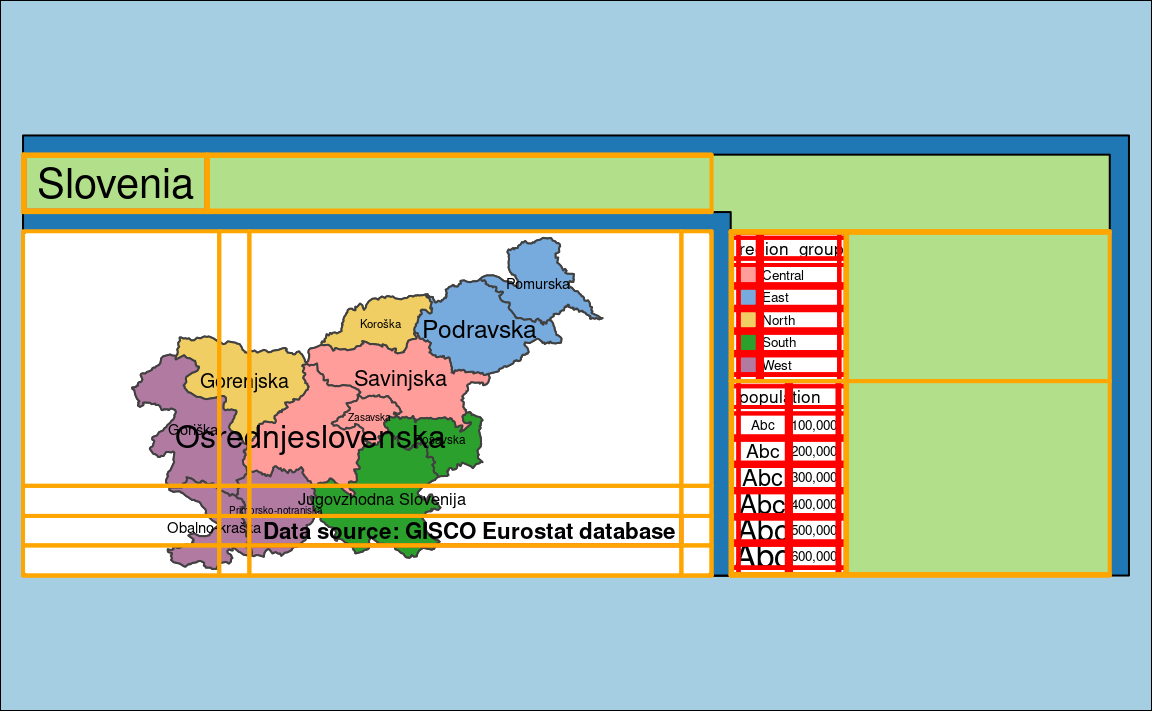 Slovenia
Pomurska
Koroška
Podravska
Savinjska
Gorenjska
Zasavska
Goriška
Osrednjeslovenska
Posavska
Jugovzhodna Slovenija
Primorsko-notranjska
Obalno-kraška
Data source: GISCO Eurostat database
region_group
Central
East
North
South
West
population
Abc 100,000
Abc 200,000
Abc 300,000
Abc 400,000
Abc 500,000
Abc 600,000